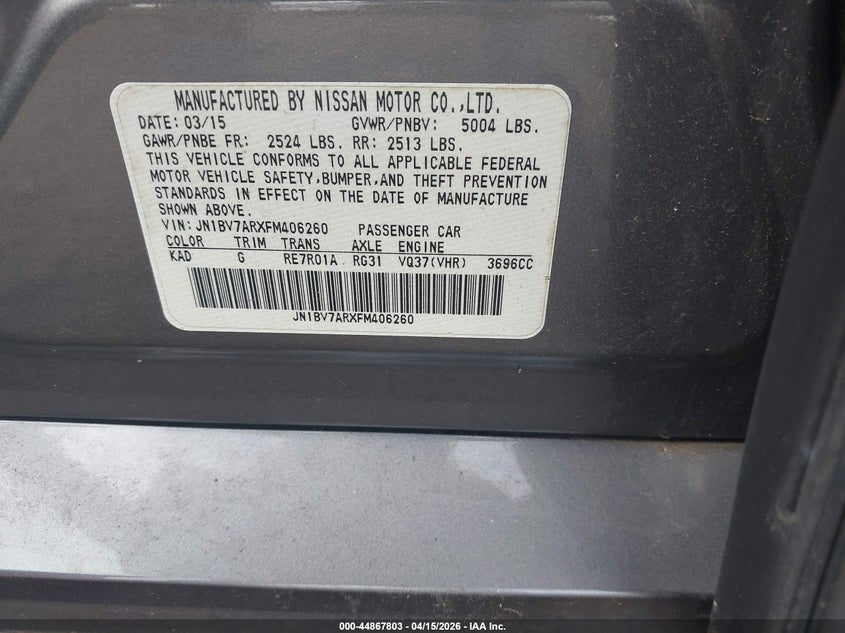 MANUFACTURED BY NISSAN MOTOR CO.,LTD.
DATE: 03/15 GVWR/PNBV: 5004 LBS.
GAWR/PNBE FR: 2524 LBS. RR: 2513 LBS.
THIS VEHICLE CONFORMS TO ALL APPLICABLE FEDERAL
MOTOR VEHICLE SAFETY,BUMPER,AND THEFT PREVENTION
STANDARDS IN EFFECT ON THE DATE OF MANUFACTURE
SHOWN ABOVE.
VIN: JN1BV7ARXFM406260 PASSENGER CAR
COLOR TRIM TRANS AXLE ENGINE
KAD G RE7R01A RG31 VQ37(VHR) 3696CC
JN1BV7ARXFM406260
000-44867803 - 04/15/2026 - IAA Inc.